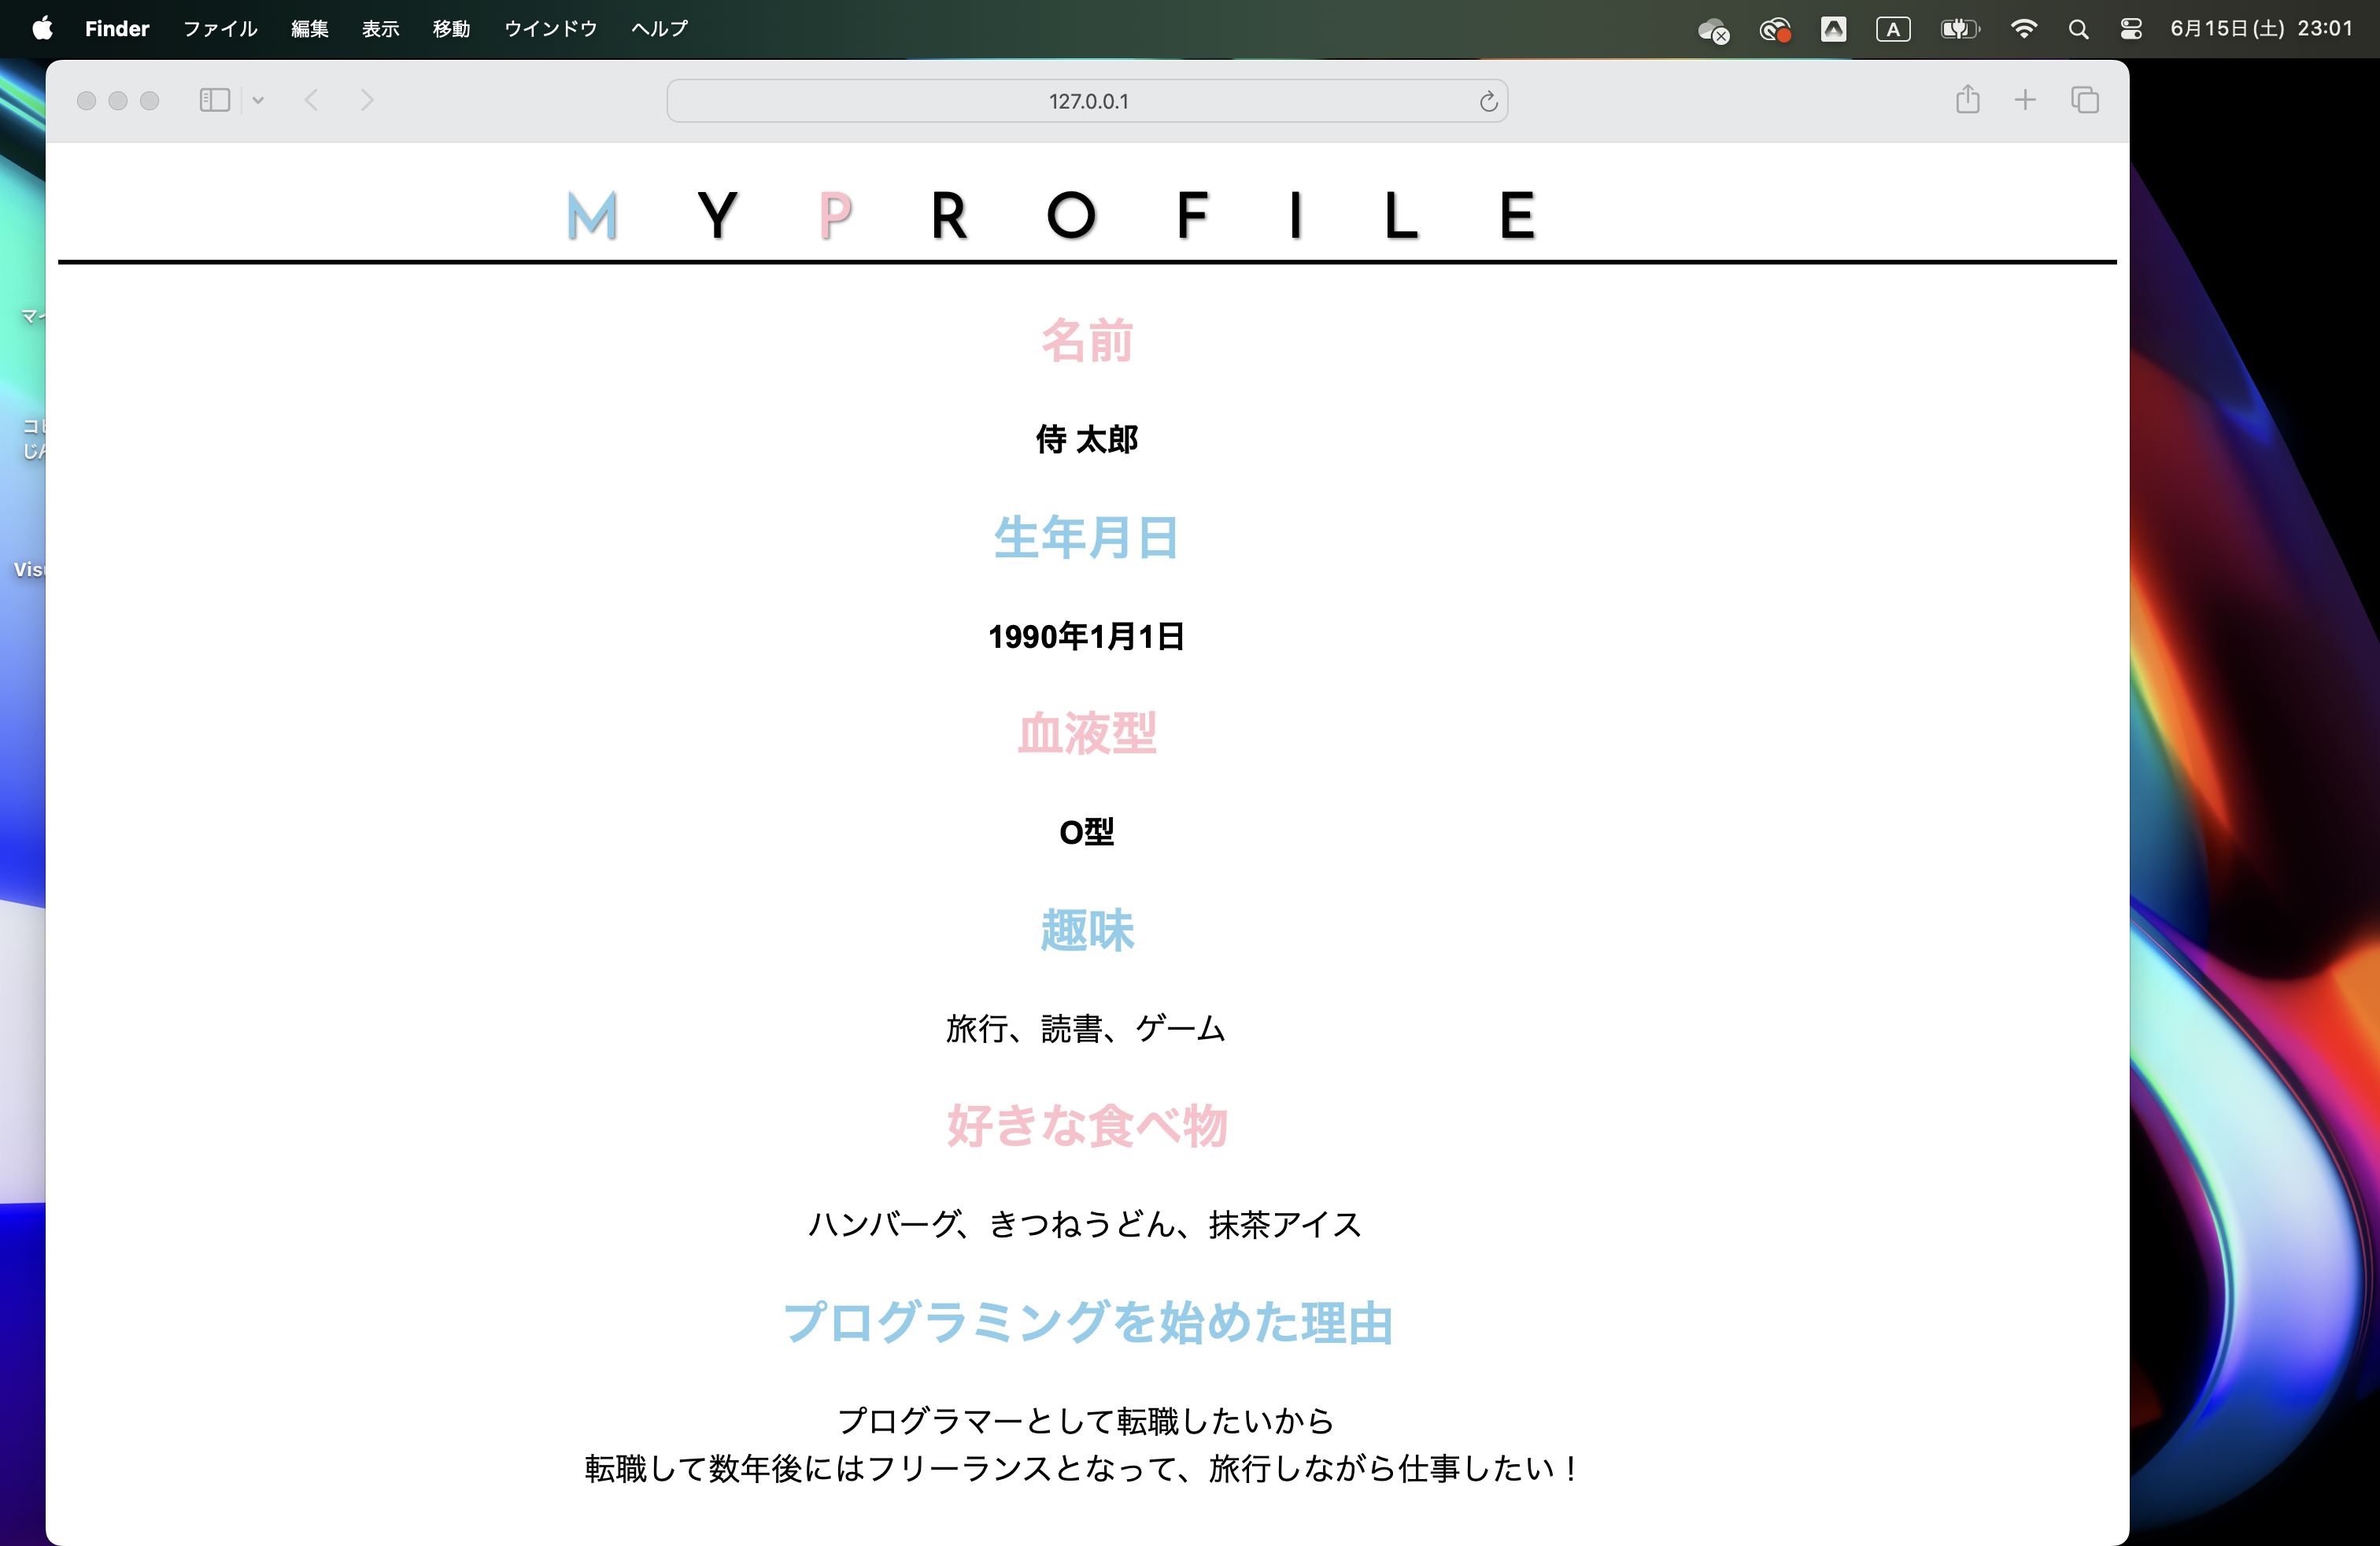 Finder ファイル 編集 表示 移動 ウインドウ ヘルプ A 6月15日(土) 23:01
127.0.0.1
M Y P R O F I L E
名前
侍 太郎
生年月日
1990年1月1日
血液型
O型
趣味
旅行、読書、ゲーム
好きな食べ物
ハンバーグ、きつねうどん、抹茶アイス
プログラミングを始めた理由
プログラマーとして転職したいから
転職して数年後にはフリーランスとなって、旅行しながら仕事したい！